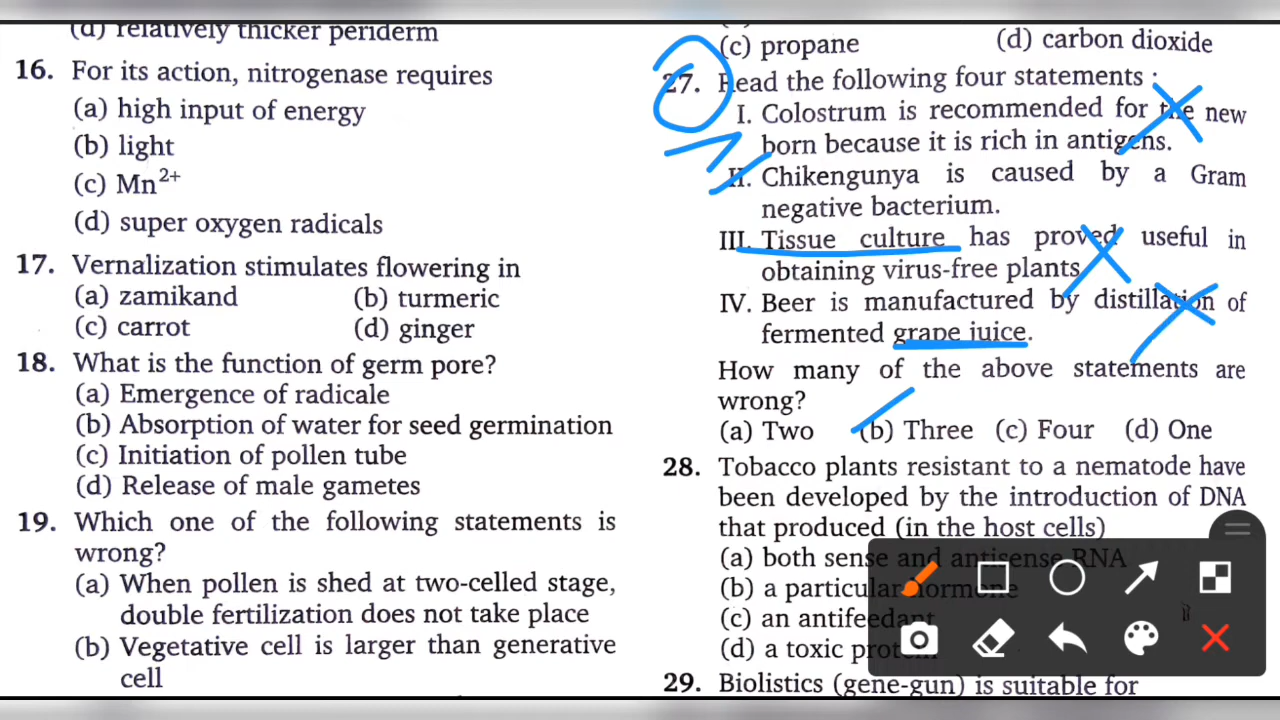 (d) relatively thicker periderm
16. For its action, nitrogenase requires
(a) high input of energy
(b) light
(c) Mn2+
(d) super oxygen radicals
17. Vernalization stimulates flowering in
(a) zamikand (b) turmeric
(c) carrot (d) ginger
18. What is the function of germ pore?
(a) Emergence of radicale
(b) Absorption of water for seed germination
(c) Initiation of pollen tube
(d) Release of male gametes
19. Which one of the following statements is
wrong?
(a) When pollen is shed at two-celled stage,
double fertilization does not take place
(b) Vegetative cell is larger than generative
cell
(c) propane (d) carbon dioxide
27. Read the following four statements :
I. Colostrum is recommended for the new
born because it is rich in antigens.
II. Chikengunya is caused by a Gram
negative bacterium.
III. Tissue culture has proved useful in
obtaining virus-free plants
IV. Beer is manufactured by distillation of
fermented grape juice.
How many of the above statements are
wrong?
(a) Two (b) Three (c) Four (d) One
28. Tobacco plants resistant to a nematode have
been developed by the introduction of DNA
that produced (in the host cells)
(a) both sense and antisense RNA
(b) a particular hormone
(c) an antifeedant
(d) a toxic protein
29. Biolistics (gene-gun) is suitable for